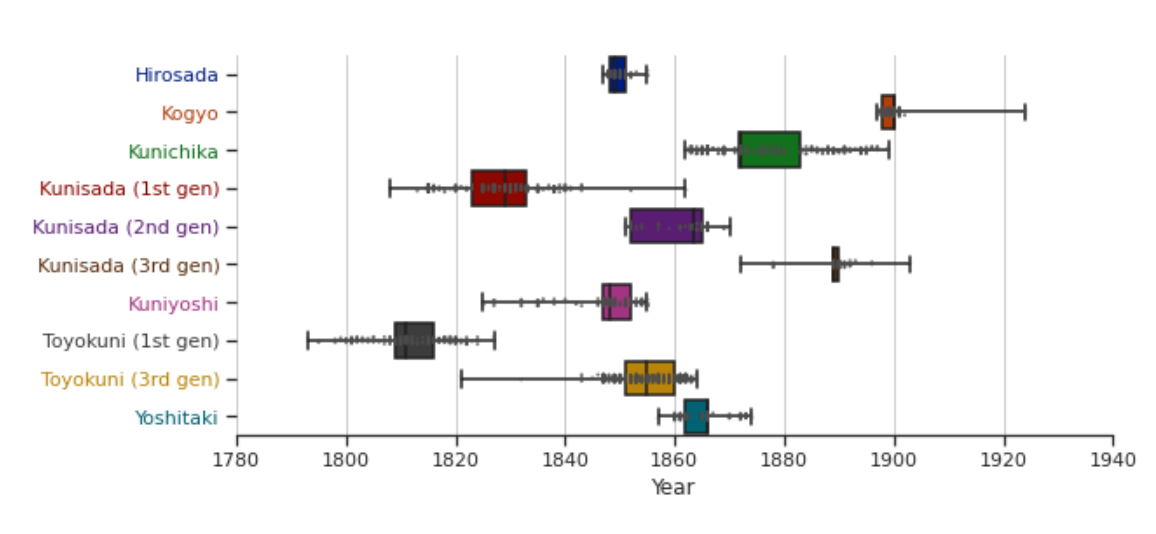 Hirosada
Kogyo
Kunichika
Kunisada (1st gen)
Kunisada (2nd gen)
Kunisada (3rd gen)
Kuniyoshi
Toyokuni (1st gen)
Toyokuni (3rd gen)
Yoshitaki
1780 1800 1820 1840 1860 1880 1900 1920 1940
Year